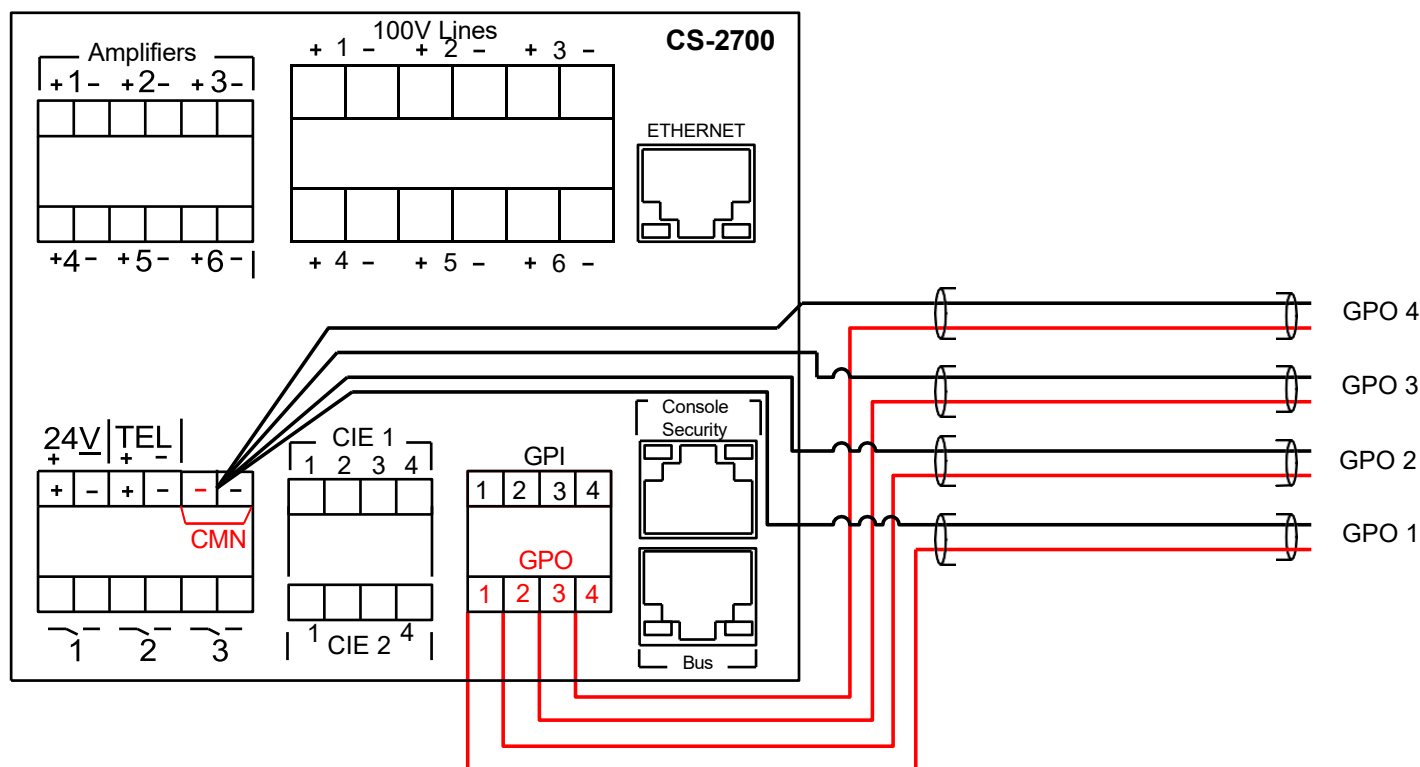 100V Lines
CS-2700
Amplifiers
+ 1 - + 2 - + 3 -
+1- +2- +3-
ETHERNET
+4- +5- +6-
+ 4 - + 5 - + 6 -
GPO 4
GPO 3
Console
Security
24V TEL
+ + -
CIE 1
1 2 3 4
GPI
GPO 2
+ - + - - -
1 2 3 4
CMN
GPO 1
GPO
1 2 3 4
1 2 3
1 CIE 2 4
Bus